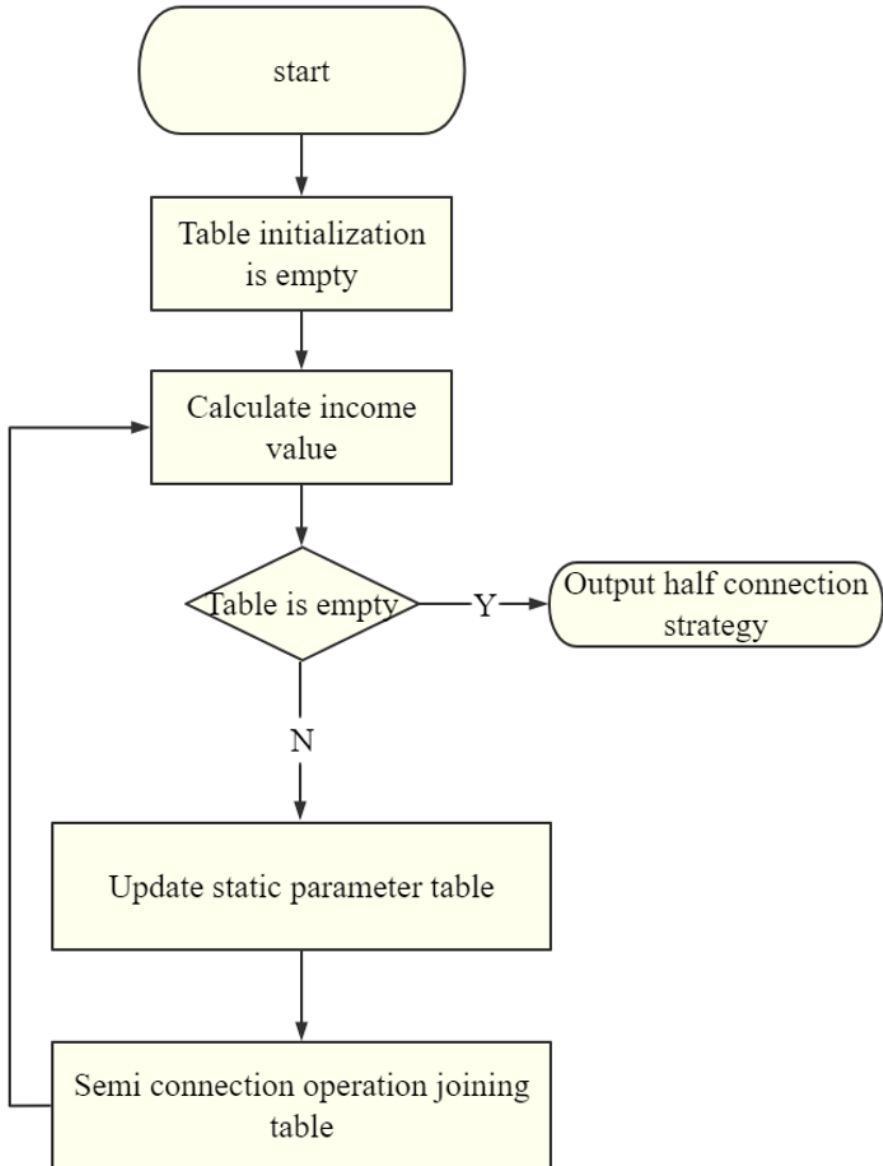 start
Table initialization
is empty
Calculate income
value
Table is empty
Y
Output half connection
strategy
N
Update static parameter table
Semi connection operation joining
table